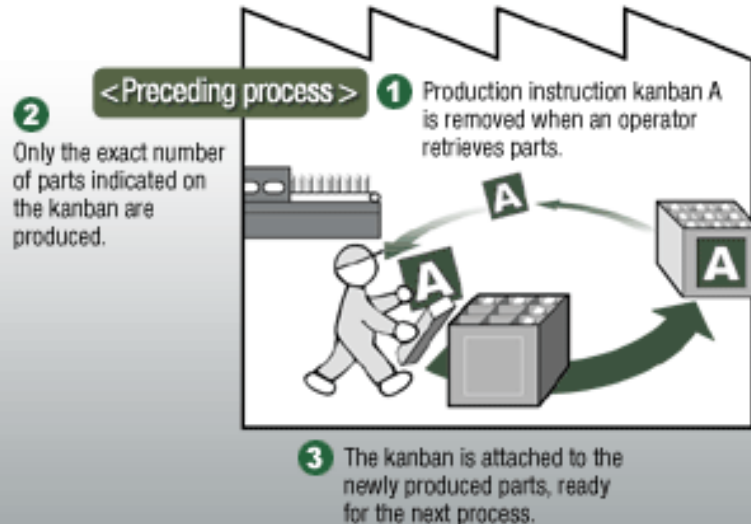 <Preceding process>
1 Production instruction kanban A
is removed when an operator
retrieves parts.
2
Only the exact number
of parts indicated on
the kanban are
produced.
A
A
A
3 The kanban is attached to the
newly produced parts, ready
for the next process.